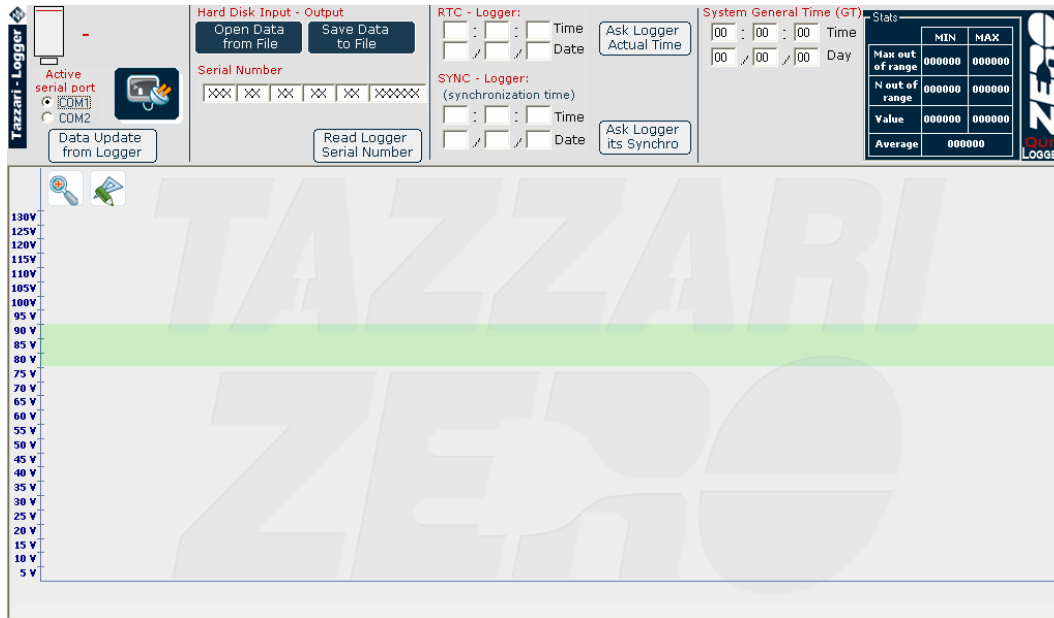 Tazzari - Logger
-
Active
serial port
COM1
COM2
Data Update
from Logger
Hard Disk Input - Output
Open Data
from File
Save Data
to File
Serial Number
XXX XX XX XX XX XXXXXX
Read Logger
Serial Number
RTC - Logger:
: : Time
/ / Date
Ask Logger
Actual Time
SYNC - Logger:
(synchronization time)
: : Time
/ / Date
Ask Logger
its Synchro
System General Time (GT)
00 : 00 : 00 Time
00 / 00 / 00 Day
Stats
MIN MAX
Max out
of range 000000 000000
N out of
range 000000 000000
Value 000000 000000
Average 000000
ZERO
LOGGE
130V
125V
120V
115V
110V
105V
100V
95 V
90 V
85 V
80 V
75 V
70 V
65 V
60 V
55 V
50 V
45 V
40 V
35 V
30 V
25 V
20 V
15 V
10 V
5 V
TAZZARI
ZERO